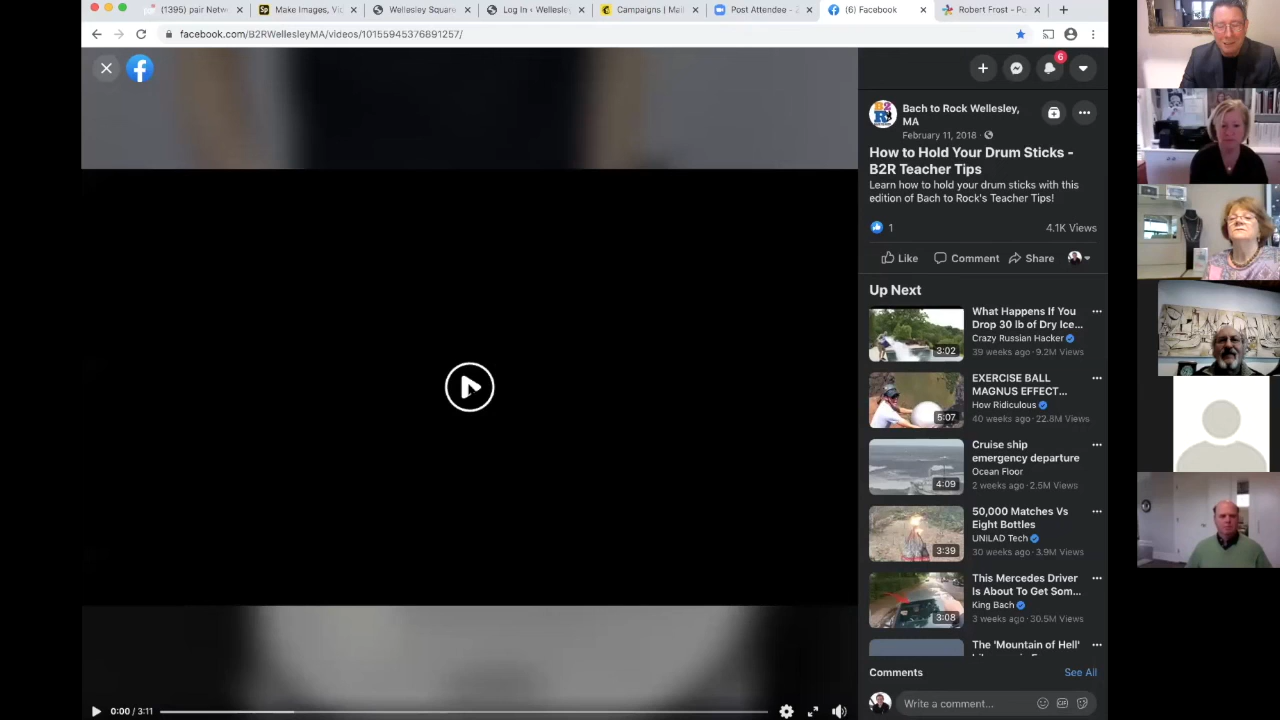 (1395) pair Netw
Make Images, Vid
Wellesley Square
Log In ‹ Wellesley
Campaigns | Mail
Post Attendee -
(6) Facebook
Robert Frost - Po
facebook.com/B2RWellesleyMA/videos/10155945376891257/
6
Bach to Rock Wellesley,
MA
February 11, 2018 ·
How to Hold Your Drum Sticks -
B2R Teacher Tips
Learn how to hold your drum sticks with this
edition of Bach to Rock's Teacher Tips!
1
4.1K Views
Like
Comment
Share
Up Next
What Happens If You
Drop 30 lb of Dry Ice...
Crazy Russian Hacker
39 weeks ago · 9.2M Views
3:02
EXERCISE BALL
MAGNUS EFFECT...
How Ridiculous
40 weeks ago · 22.8M Views
5:07
Cruise ship
emergency departure
Ocean Floor
2 weeks ago · 2.5M Views
4:09
50,000 Matches Vs
Eight Bottles
UNILAD Tech
30 weeks ago · 3.9M Views
3:39
This Mercedes Driver
Is About To Get Som...
King Bach
3 weeks ago · 30.5M Views
3:08
The 'Mountain of Hell'
Comments
See All
Write a comment...
GIF
0:00 / 3:11